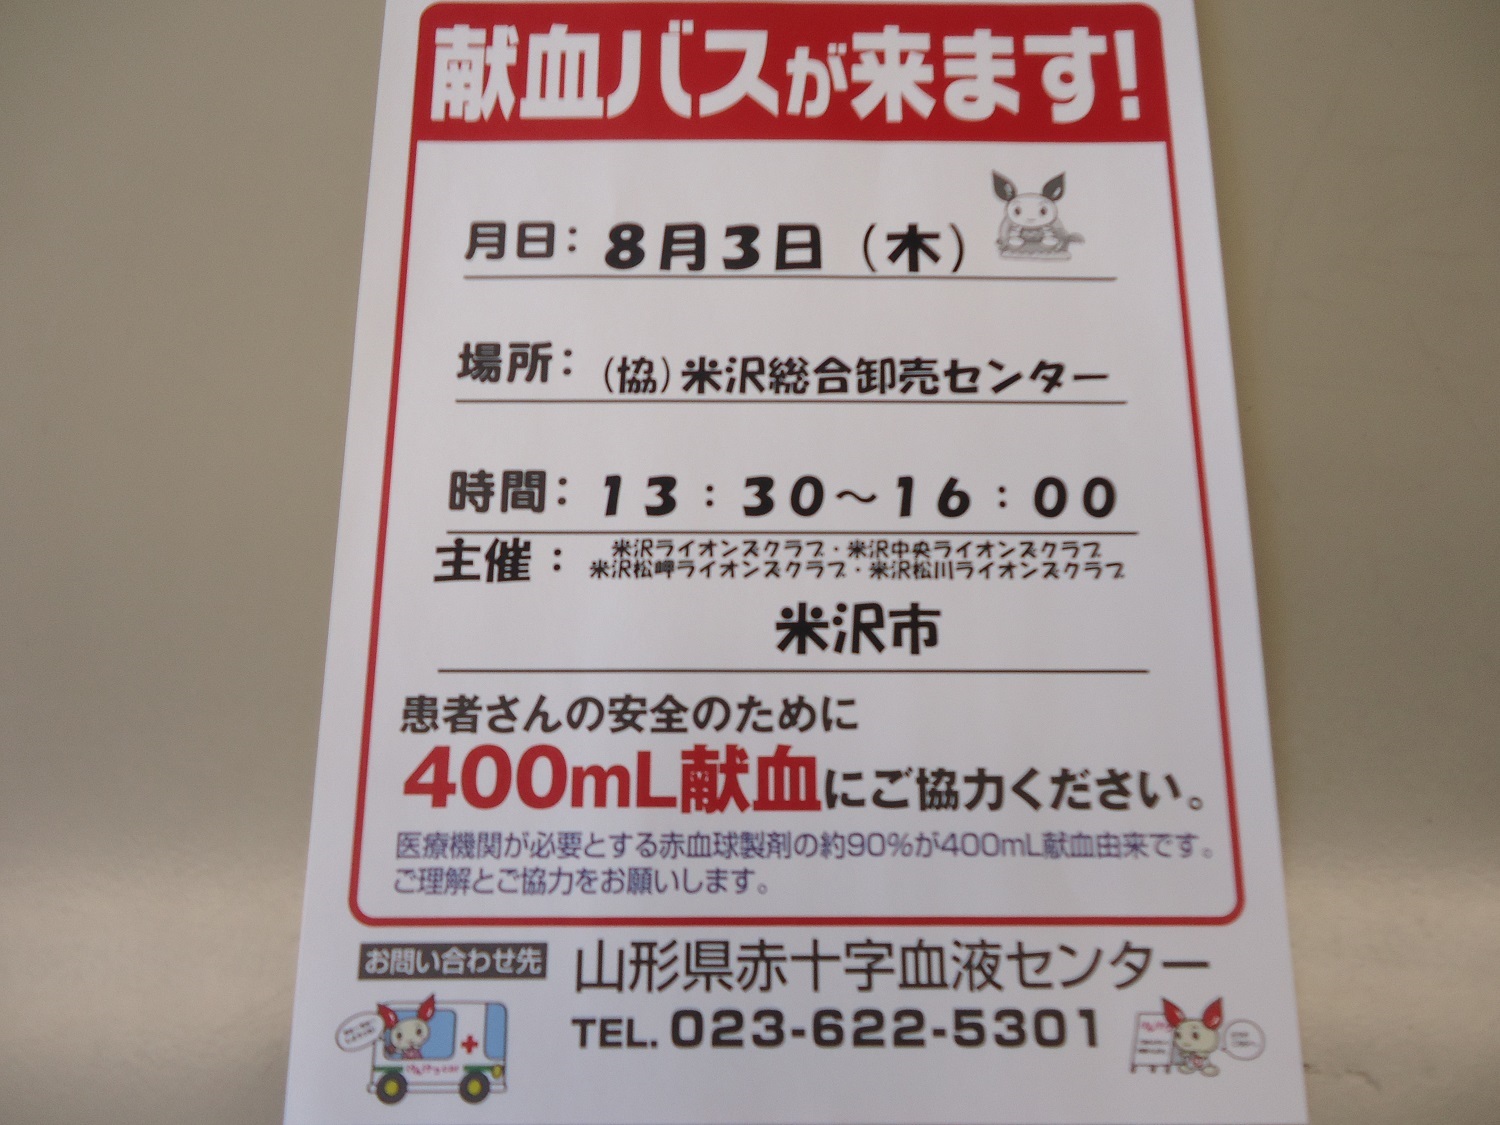 献血バスが来ます!
月日： 8月3日（木）
場所： (協) 米沢総合卸売センター
時間： 13：30～16：00
主催： 米沢ライオンズクラブ・米沢中央ライオンズクラブ
米沢松岬ライオンズクラブ・米沢松川ライオンズクラブ
米沢市
患者さんの安全のために
400mL献血にご協力ください。
医療機関が必要とする赤血球製剤の約90%が400mL献血由来です。
ご理解とご協力をお願いします。
お問い合わせ先 山形県赤十字血液センター
TEL. 023-622-5301